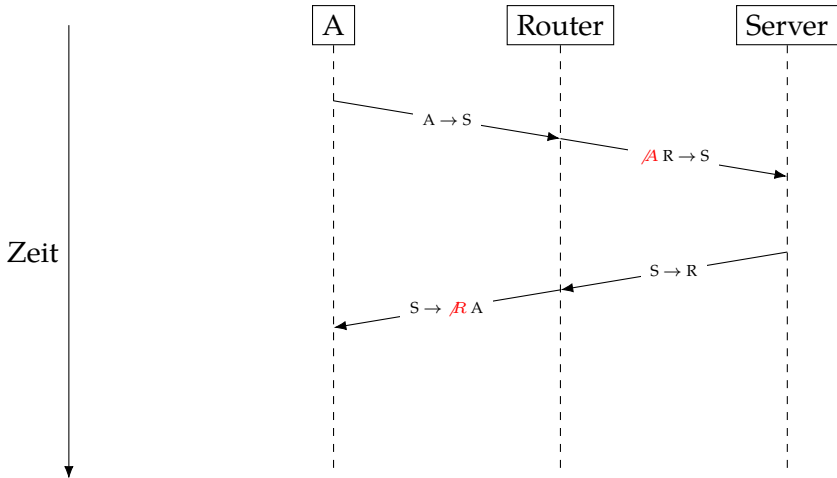 A Router Server
A → S
A R → S
Zeit
S → R
S → R A